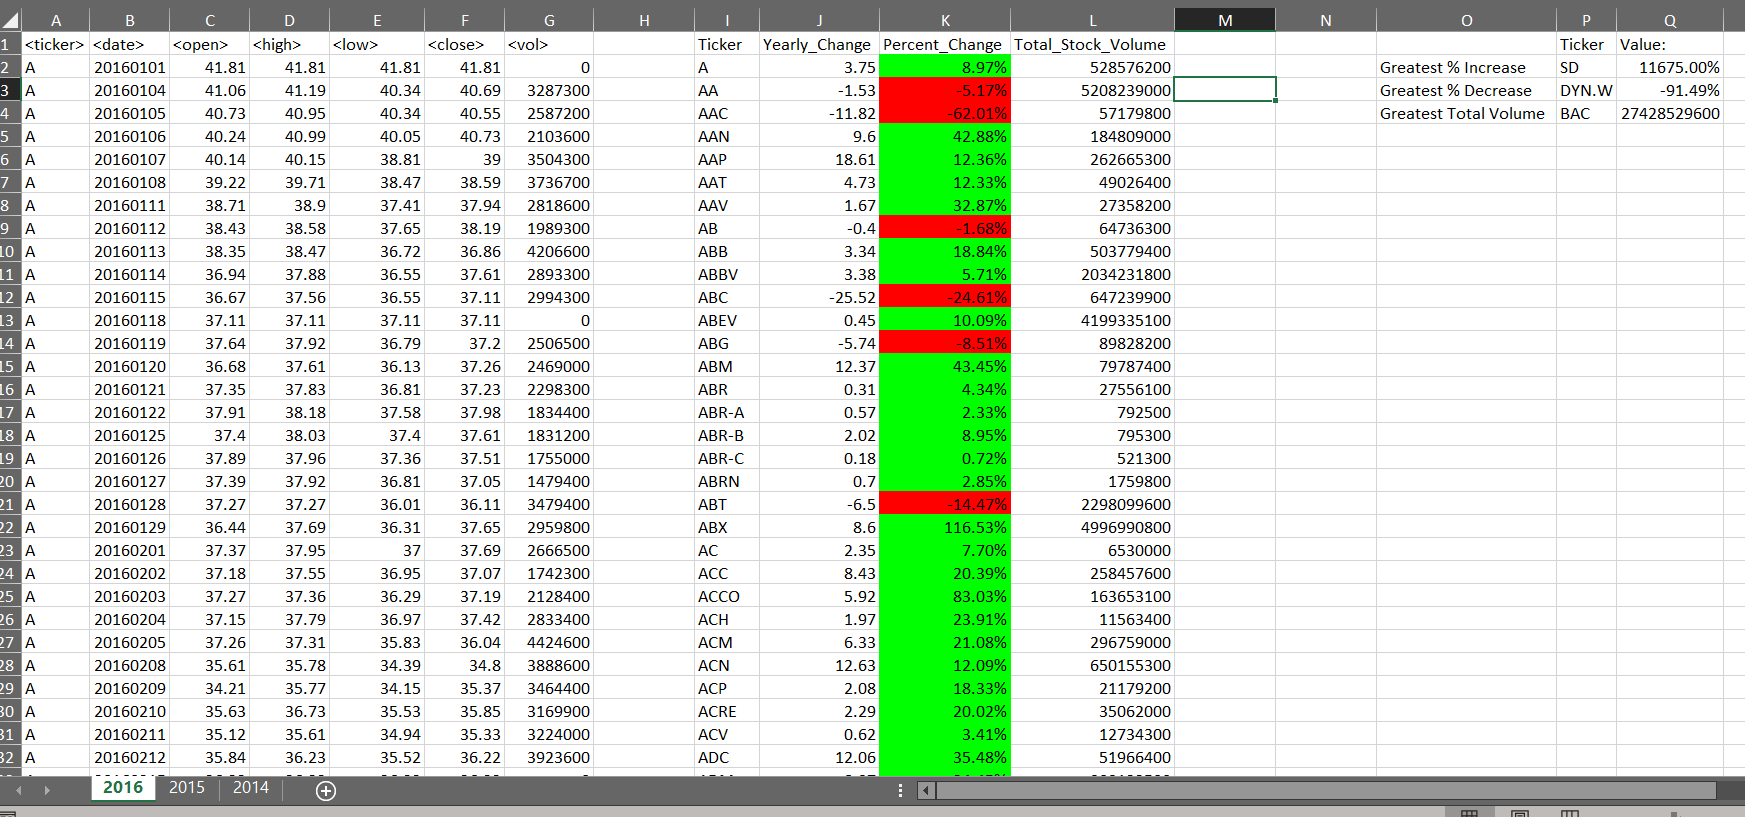 A B C D E F G H I J K L M N O P Q
1 <ticker> <date> <open> <high> <low> <close> <vol> Ticker Yearly_Change Percent_Change Total_Stock_Volume Ticker Value:
2 A 20160101 41.81 41.81 41.81 41.81 0 A 3.75 8.97% 528576200 Greatest % Increase SD 11675.00%
3 A 20160104 41.06 41.19 40.34 40.69 3287300 AA -1.53 -5.17% 5208239000 Greatest % Decrease DYN.W -91.49%
4 A 20160105 40.73 40.95 40.34 40.55 2587200 AAC -11.82 -62.01% 57179800 Greatest Total Volume BAC 27428529600
5 A 20160106 40.24 40.99 40.05 40.73 2103600 AAN 9.6 42.88% 184809000
6 A 20160107 40.14 40.15 38.81 39 3504300 AAP 18.61 12.36% 262665300
7 A 20160108 39.22 39.71 38.47 38.59 3736700 AAT 4.73 12.33% 49026400
8 A 20160111 38.71 38.9 37.41 37.94 2818600 AAV 1.67 32.87% 27358200
9 A 20160112 38.43 38.58 37.65 38.19 1989300 AB -0.4 -1.68% 64736300
10 A 20160113 38.35 38.47 36.72 36.86 4206600 ABB 3.34 18.84% 503779400
11 A 20160114 36.94 37.88 36.55 37.61 2893300 ABBV 3.38 5.71% 2034231800
12 A 20160115 36.67 37.56 36.55 37.11 2994300 ABC -25.52 -24.61% 647239900
13 A 20160118 37.11 37.11 37.11 37.11 0 ABEV 0.45 10.09% 4199335100
14 A 20160119 37.64 37.92 36.79 37.2 2506500 ABG -5.74 -8.51% 89828200
15 A 20160120 36.68 37.61 36.13 37.26 2469000 ABM 12.37 43.45% 79787400
16 A 20160121 37.35 37.83 36.81 37.23 2298300 ABR 0.31 4.34% 27556100
17 A 20160122 37.91 38.18 37.58 37.98 1834400 ABR-A 0.57 2.33% 792500
18 A 20160125 37.4 38.03 37.4 37.61 1831200 ABR-B 2.02 8.95% 795300
19 A 20160126 37.89 37.96 37.36 37.51 1755000 ABR-C 0.18 0.72% 521300
20 A 20160127 37.39 37.92 36.81 37.05 1479400 ABRN 0.7 2.85% 1759800
21 A 20160128 37.27 37.27 36.01 36.11 3479400 ABT -6.5 -14.47% 2298099600
22 A 20160129 36.44 37.69 36.31 37.65 2959800 ABX 8.6 116.53% 4996990800
23 A 20160201 37.37 37.95 37 37.69 2666500 AC 2.35 7.70% 6530000
24 A 20160202 37.18 37.55 36.95 37.07 1742300 ACC 8.43 20.39% 258457600
25 A 20160203 37.27 37.36 36.29 37.19 2128400 ACCO 5.92 83.03% 163653100
26 A 20160204 37.15 37.79 36.97 37.42 2833400 ACH 1.97 23.91% 11563400
27 A 20160205 37.26 37.31 35.83 36.04 4424600 ACM 6.33 21.08% 296759000
28 A 20160208 35.61 35.78 34.39 34.8 3888600 ACN 12.63 12.09% 650155300
29 A 20160209 34.21 35.77 34.15 35.37 3464400 ACP 2.08 18.33% 21179200
30 A 20160210 35.63 36.73 35.53 35.85 3169900 ACRE 2.29 20.02% 35062000
31 A 20160211 35.12 35.61 34.94 35.33 3224000 ACV 0.62 3.41% 12734300
32 A 20160212 35.84 36.23 35.52 36.22 3923600 ADC 12.06 35.48% 51966400
2016 2015 2014